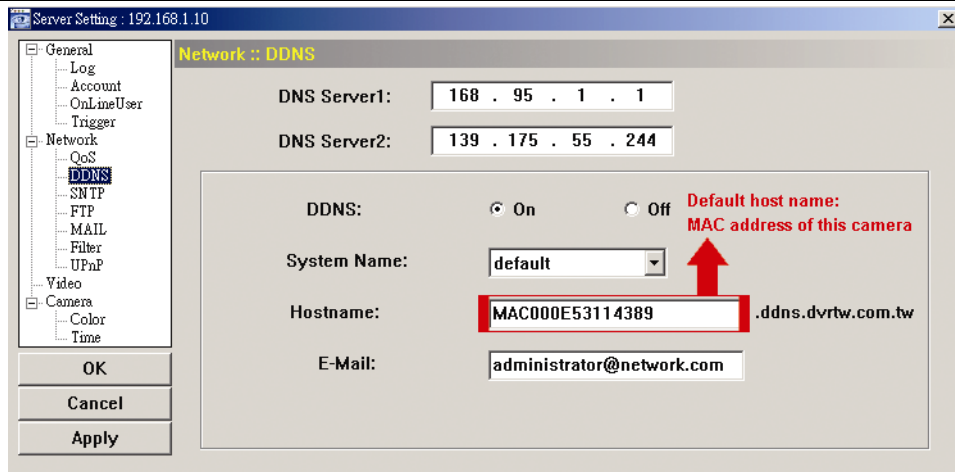 Server Setting : 192.168.1.10
General
Log
Account
OnLineUser
Trigger
Network
QoS
DDNS
SNTP
FTP
MAIL
Filter
UPnP
Video
Camera
Color
Time
OK
Cancel
Apply
Network :: DDNS
DNS Server1: 168 . 95 . 1 . 1
DNS Server2: 139 . 175 . 55 . 244
DDNS: On Off
Default host name:
MAC address of this camera
System Name: default
Hostname: MAC000E53114389 .ddns.dvrtw.com.tw
E-Mail: administrator@network.com